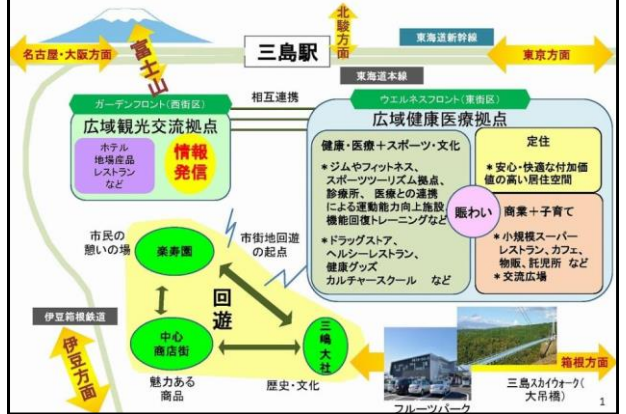 北駿方面
東海道新幹線
名古屋・大阪方面
富士山
三島駅
東京方面
東海道本線
ガーデンフロント(西街区)
相互連携
ウエルネスフロント(東街区)
広域観光交流拠点
広域健康医療拠点
ホテル
地場産品
レストラン
など
情報
発信
健康・医療+スポーツ・文化
*ジムやフィットネス、
スポーツツーリズム拠点、
診療所、 医療との連携
による運動能力向上施設
機能回復トレーニングなど
*ドラッグストア、
ヘルシーレストラン、
健康グッズ
カルチャースクール など
定住
*安心・快適な付加価
値の高い居住空間
賑わい
商業+子育て
*小規模スーパー
レストラン、カフェ、
物販、託児所 など
*交流広場
市民の
憩いの場
楽寿園
市街地回遊
の起点
回遊
伊豆箱根鉄道
伊豆方面
中心
商店街
三嶋大社
魅力ある
商品
歴史・文化
フルーツパーク
箱根方面
三島スカイウォーク(
大吊橋)
1